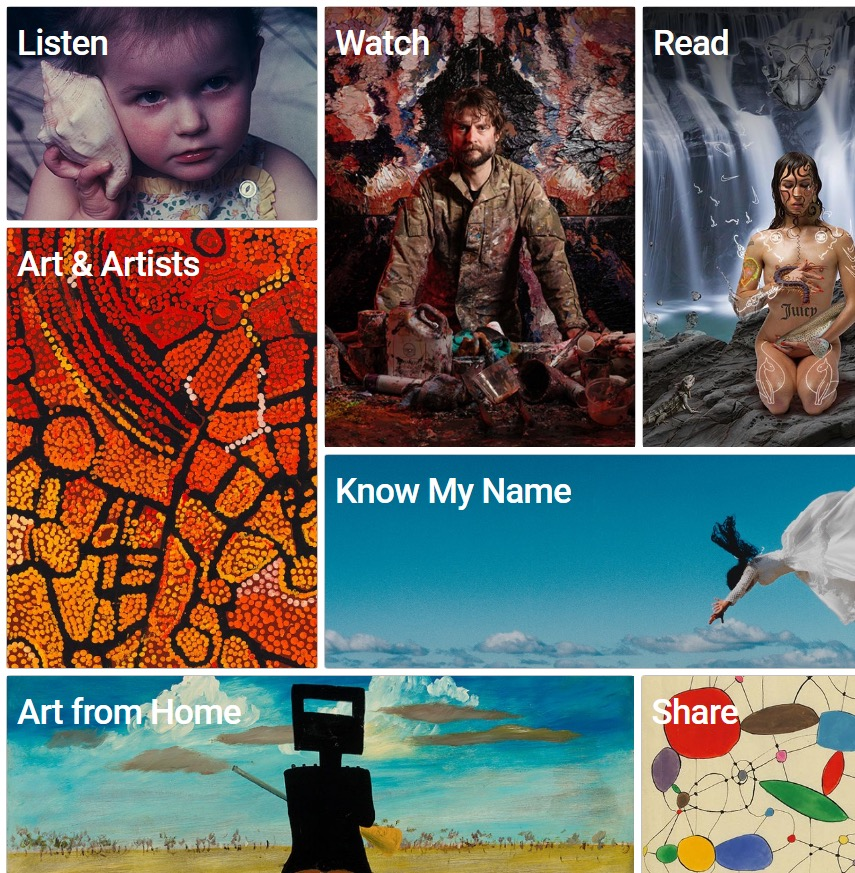 Listen
Watch
Read
Juicy
Art & Artists
Know My Name
Art from Home
Share